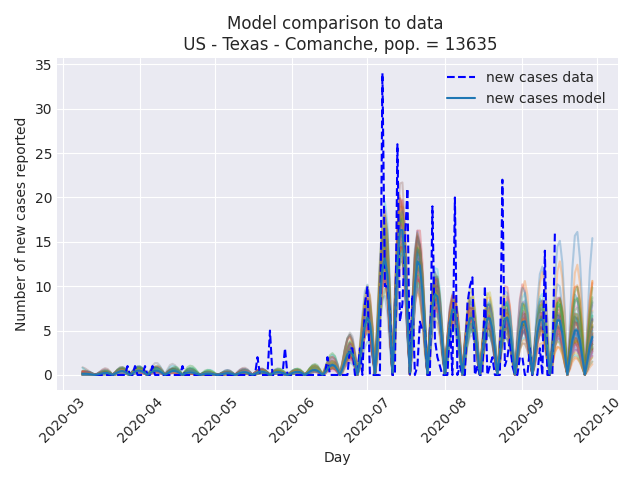 Model comparison to data
US - Texas - Comanche, pop. = 13635
new cases data
new cases model
Number of new cases reported
35
30
25
20
15
10
5
0
2020-03
2020-04
2020-05
2020-06
2020-07
2020-08
2020-09
2020-10
Day